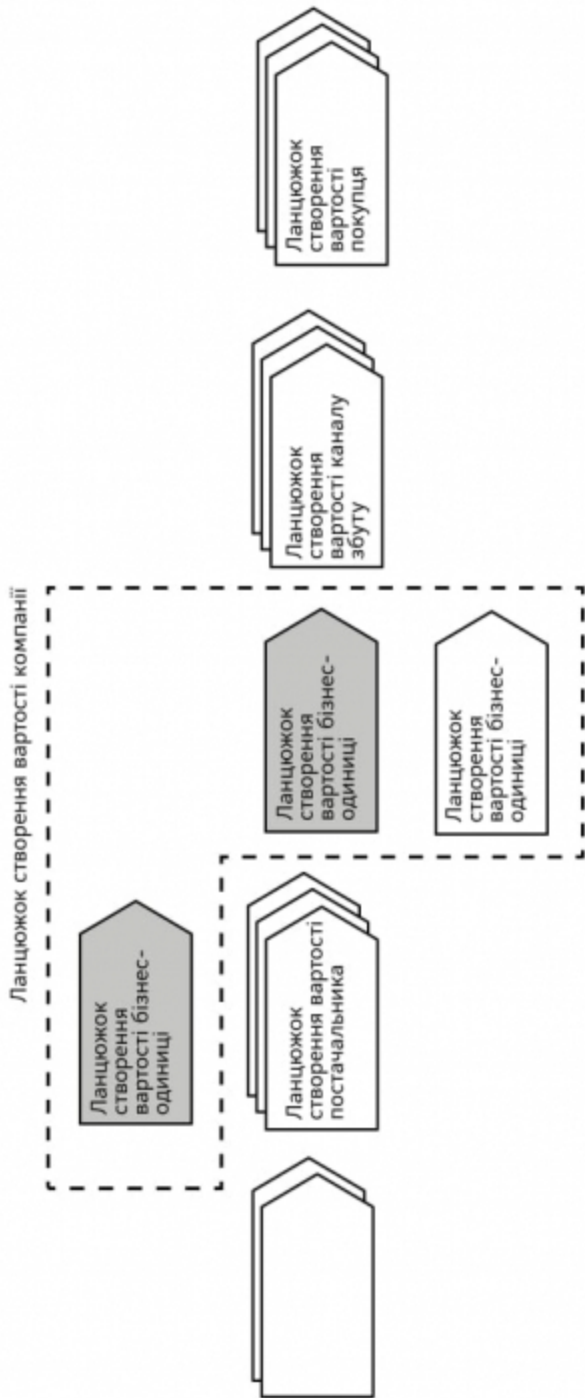 Ланцюжок створення вартості компанії
Ланцюжок
створення
вартості бізнес-
одиниці
Ланцюжок
створення вартості
постачальника
Ланцюжок
створення
вартості бізнес-
одиниці
Ланцюжок
створення
вартості бізнес-
одиниці
Ланцюжок
створення
вартості каналу
збуту
Ланцюжок
створення
вартості
покупця